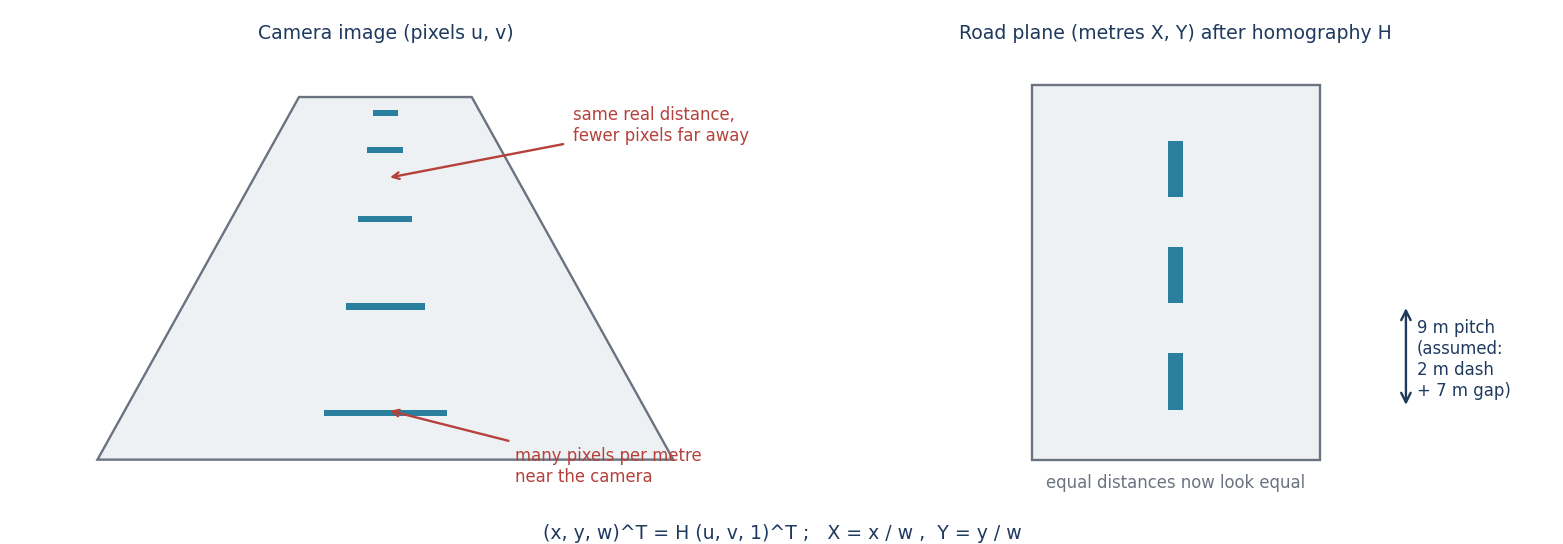 Camera image (pixels u, v)
Road plane (metres X, Y) after homography H
same real distance,
fewer pixels far away
9 m pitch
(assumed:
2 m dash
+ 7 m gap)
many pixels per metre
near the camera
equal distances now look equal
(x, y, w)^T = H (u, v, 1)^T ;   X = x / w ,  Y = y / w